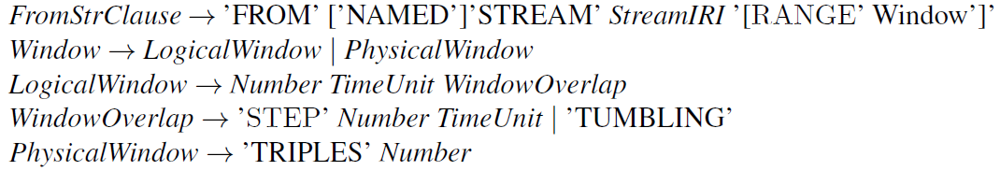 FromStrClause → ’FROM’ [’NAMED’]’STREAM’ StreamIRI ’[RANGE’ Window’]’
Window → LogicalWindow | PhysicalWindow
LogicalWindow → Number TimeUnit WindowOverlap
WindowOverlap → ’STEP’ Number TimeUnit | ’TUMBLING’
PhysicalWindow → ’TRIPLES’ Number